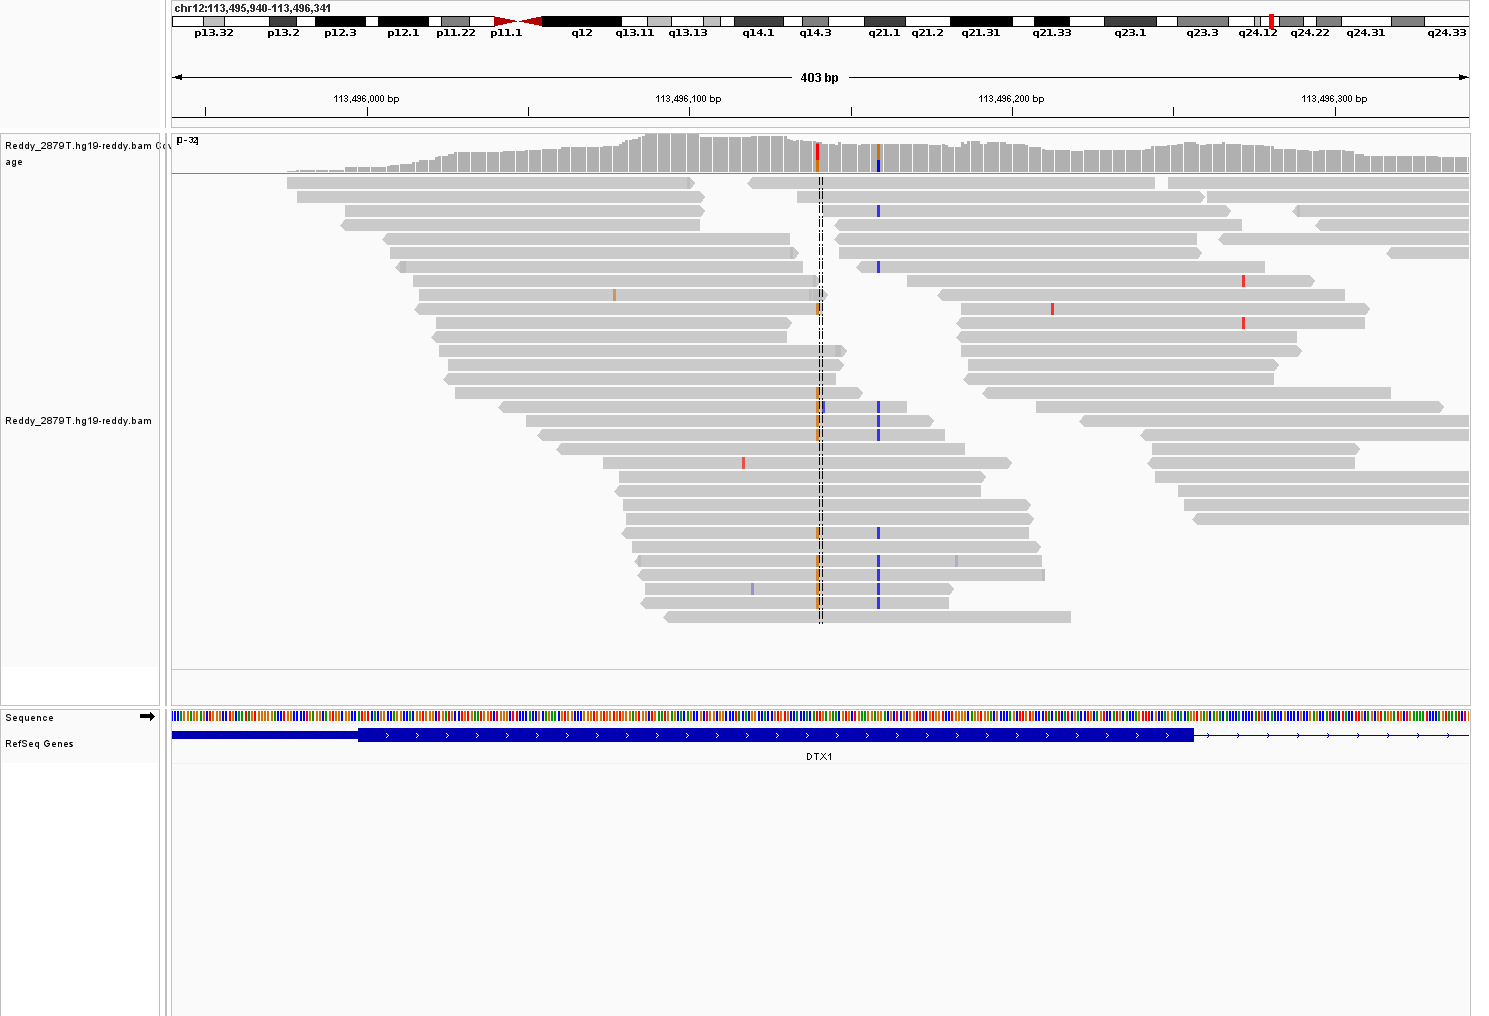 chr12:113,495,940-113,496,341
p13.32 p13.2 p12.3 p12.1 p11.22 p11.1 q12 q13.11 q13.13 q14.1 q14.3 q21.1 q21.2 q21.31 q21.33 q23.1 q23.3 q24.12 q24.22 q24.31 q24.33
403 bp
113,496,000 bp 113,496,100 bp 113,496,200 bp 113,496,300 bp
Reddy_2879T.hg19-reddy.bam Cov
age
[0-32]
Reddy_2879T.hg19-reddy.bam
Sequence
RefSeq Genes
DTX1